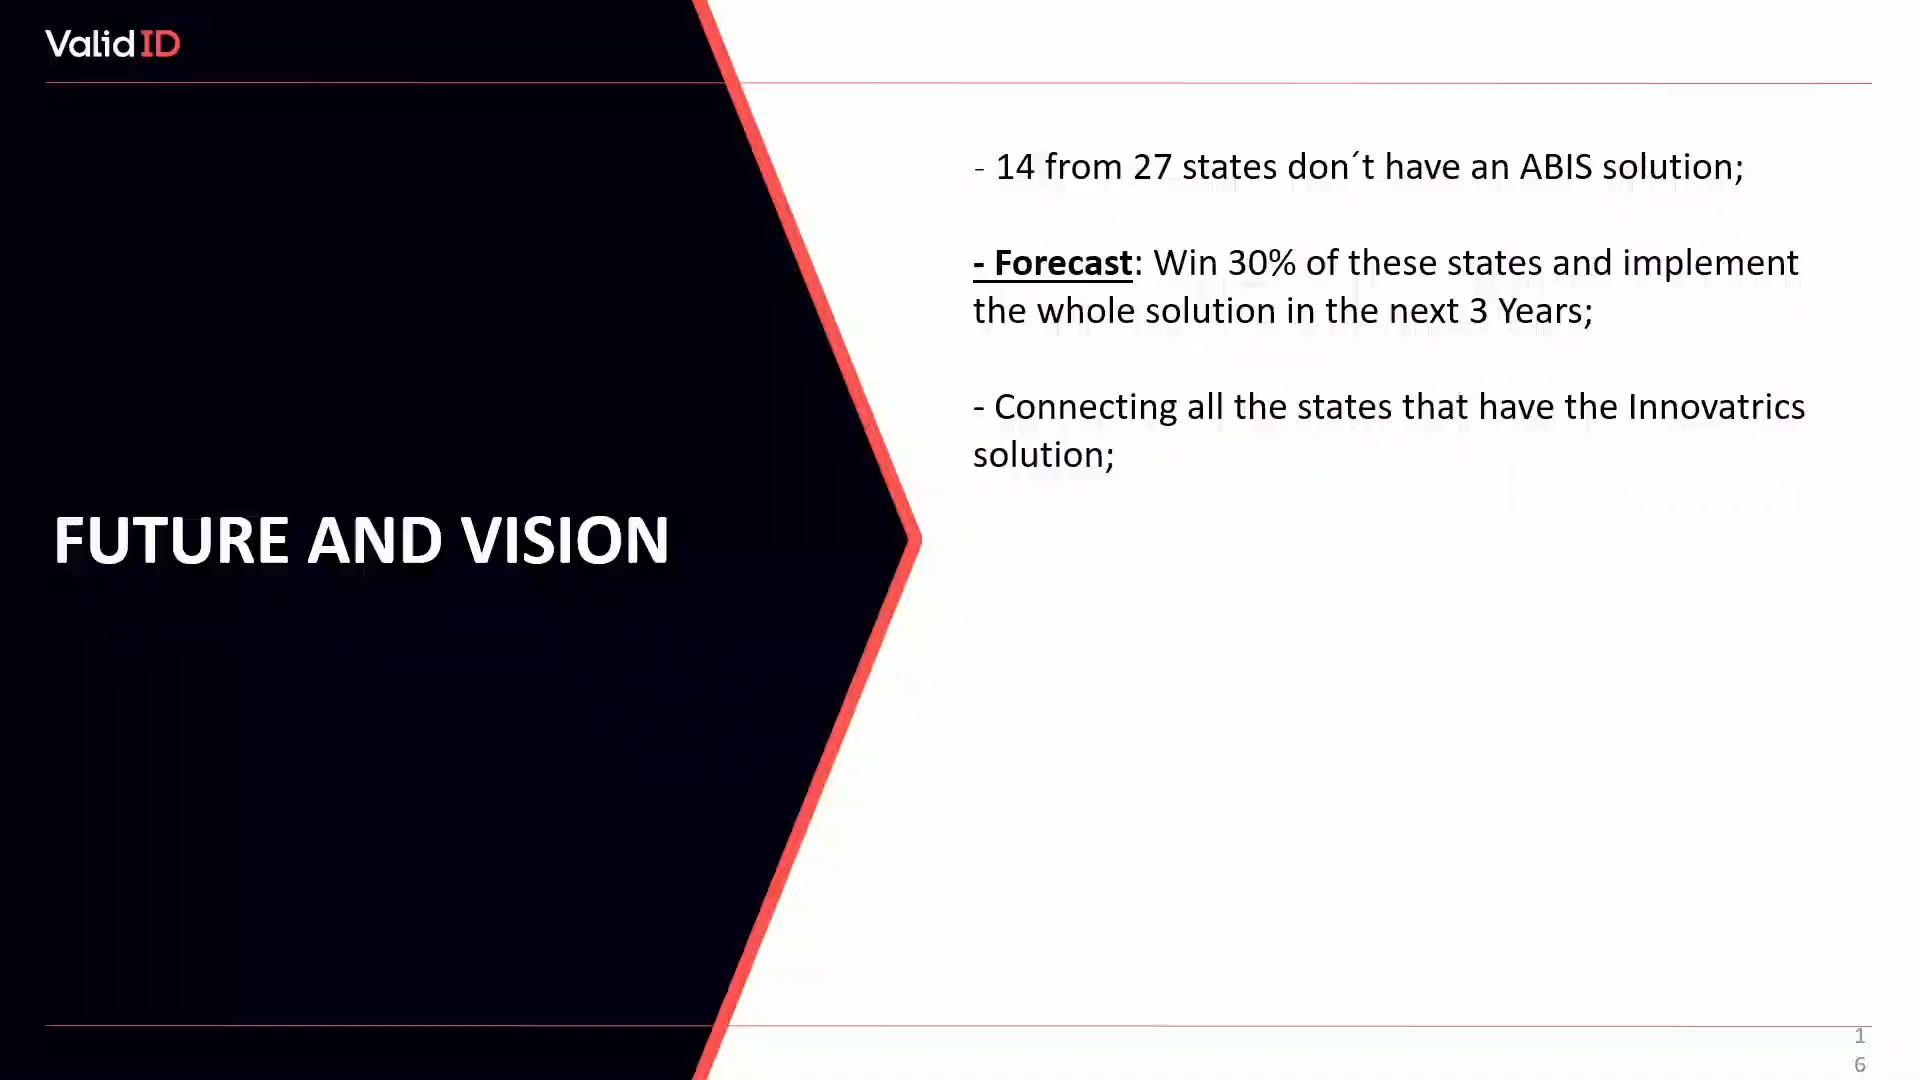 Valid ID
FUTURE AND VISION
- 14 from 27 states don´t have an ABIS solution;
- Forecast: Win 30% of these states and implement
the whole solution in the next 3 Years;
- Connecting all the states that have the Innovatrics
solution;
1
6